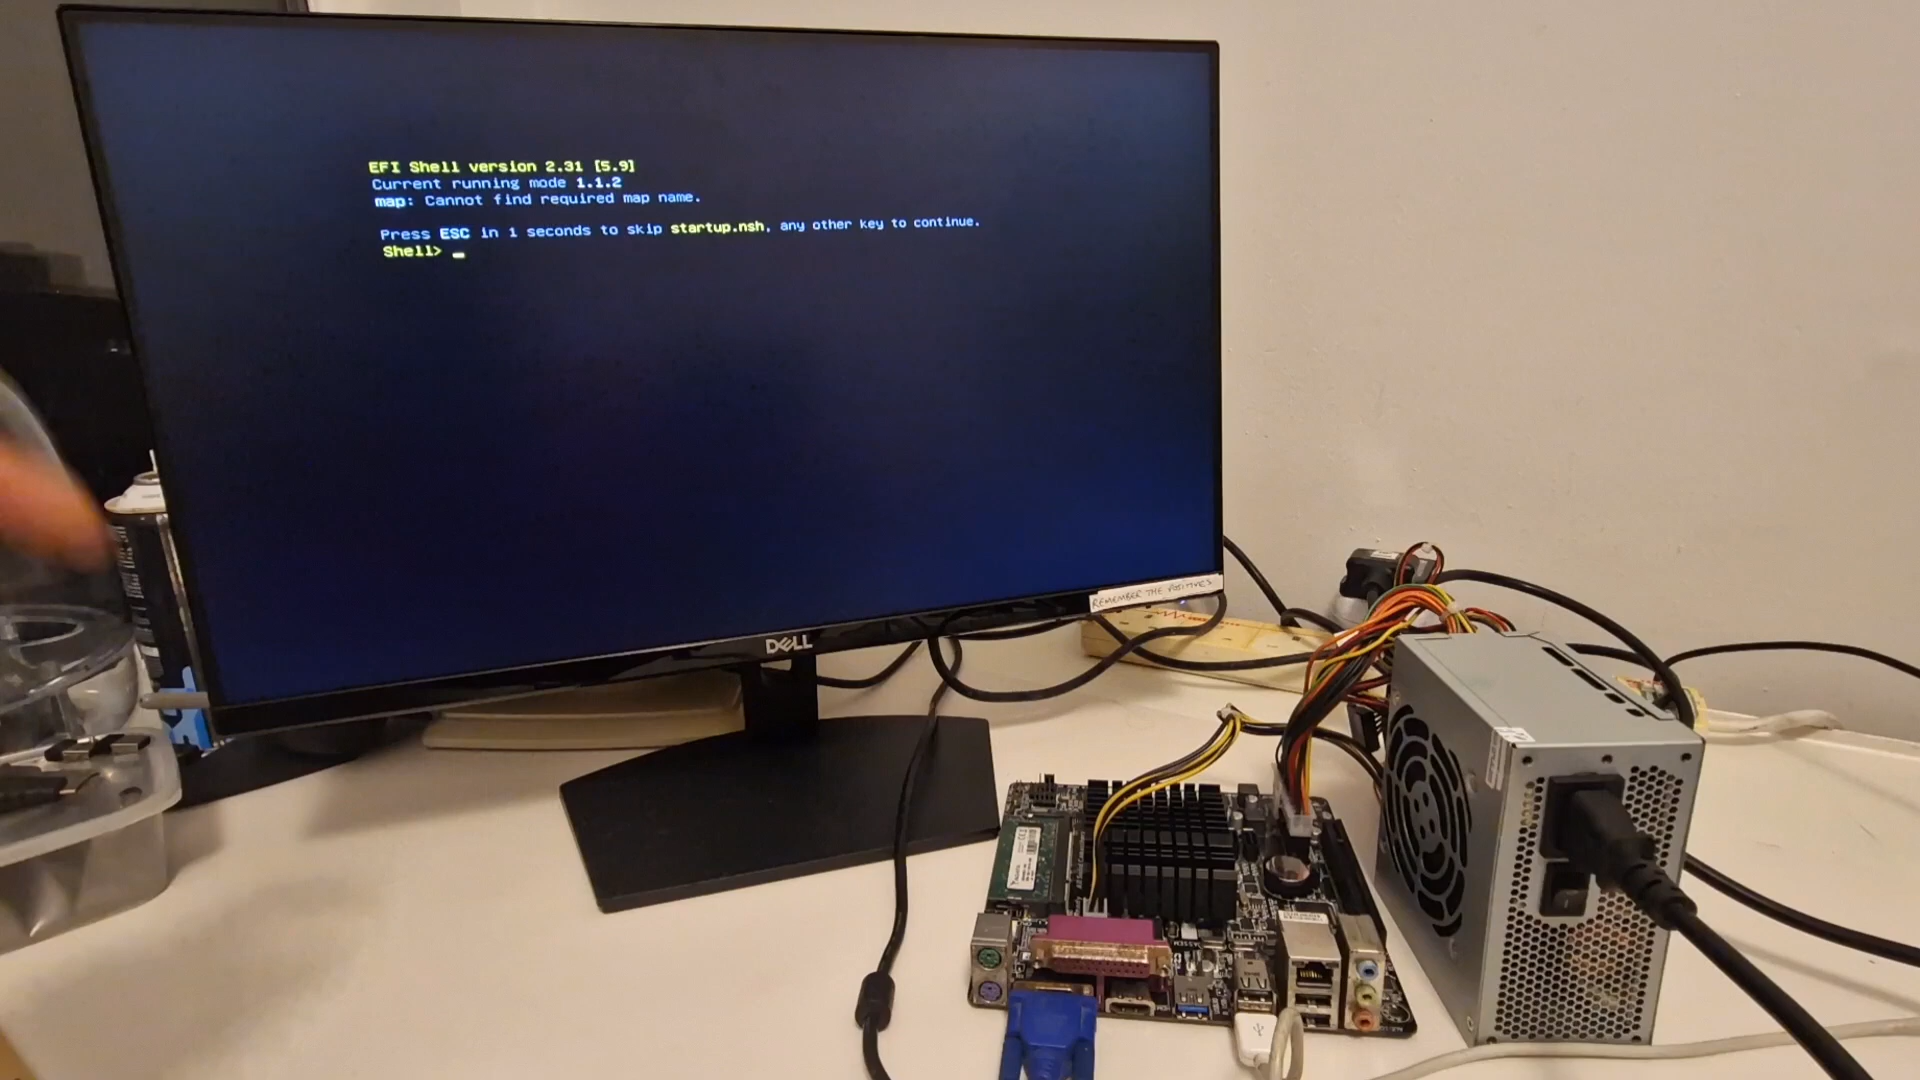 EFI Shell version 2.31 [5.9]
Current running mode 1.1.2
map: Cannot find required map name.
Press ESC in 1 seconds to skip startup.nsh, any other key to continue.
Shell> _
REMEMBER THE POSITIVES
DELL